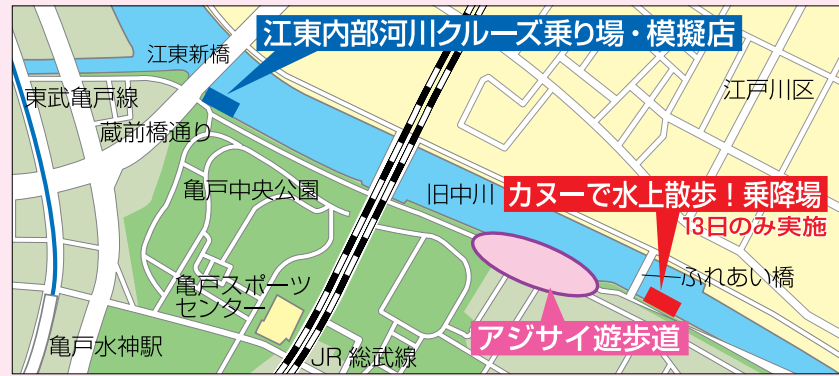 江東内部河川クルーズ乗り場・模擬店
江東新橋
東武亀戸線
江戸川区
蔵前橋通り
亀戸中央公園
旧中川
カヌーで水上散歩！乗降場
13日のみ実施
亀戸スポーツ
センター
ふれあい橋
アジサイ遊歩道
亀戸水神駅
JR 総武線